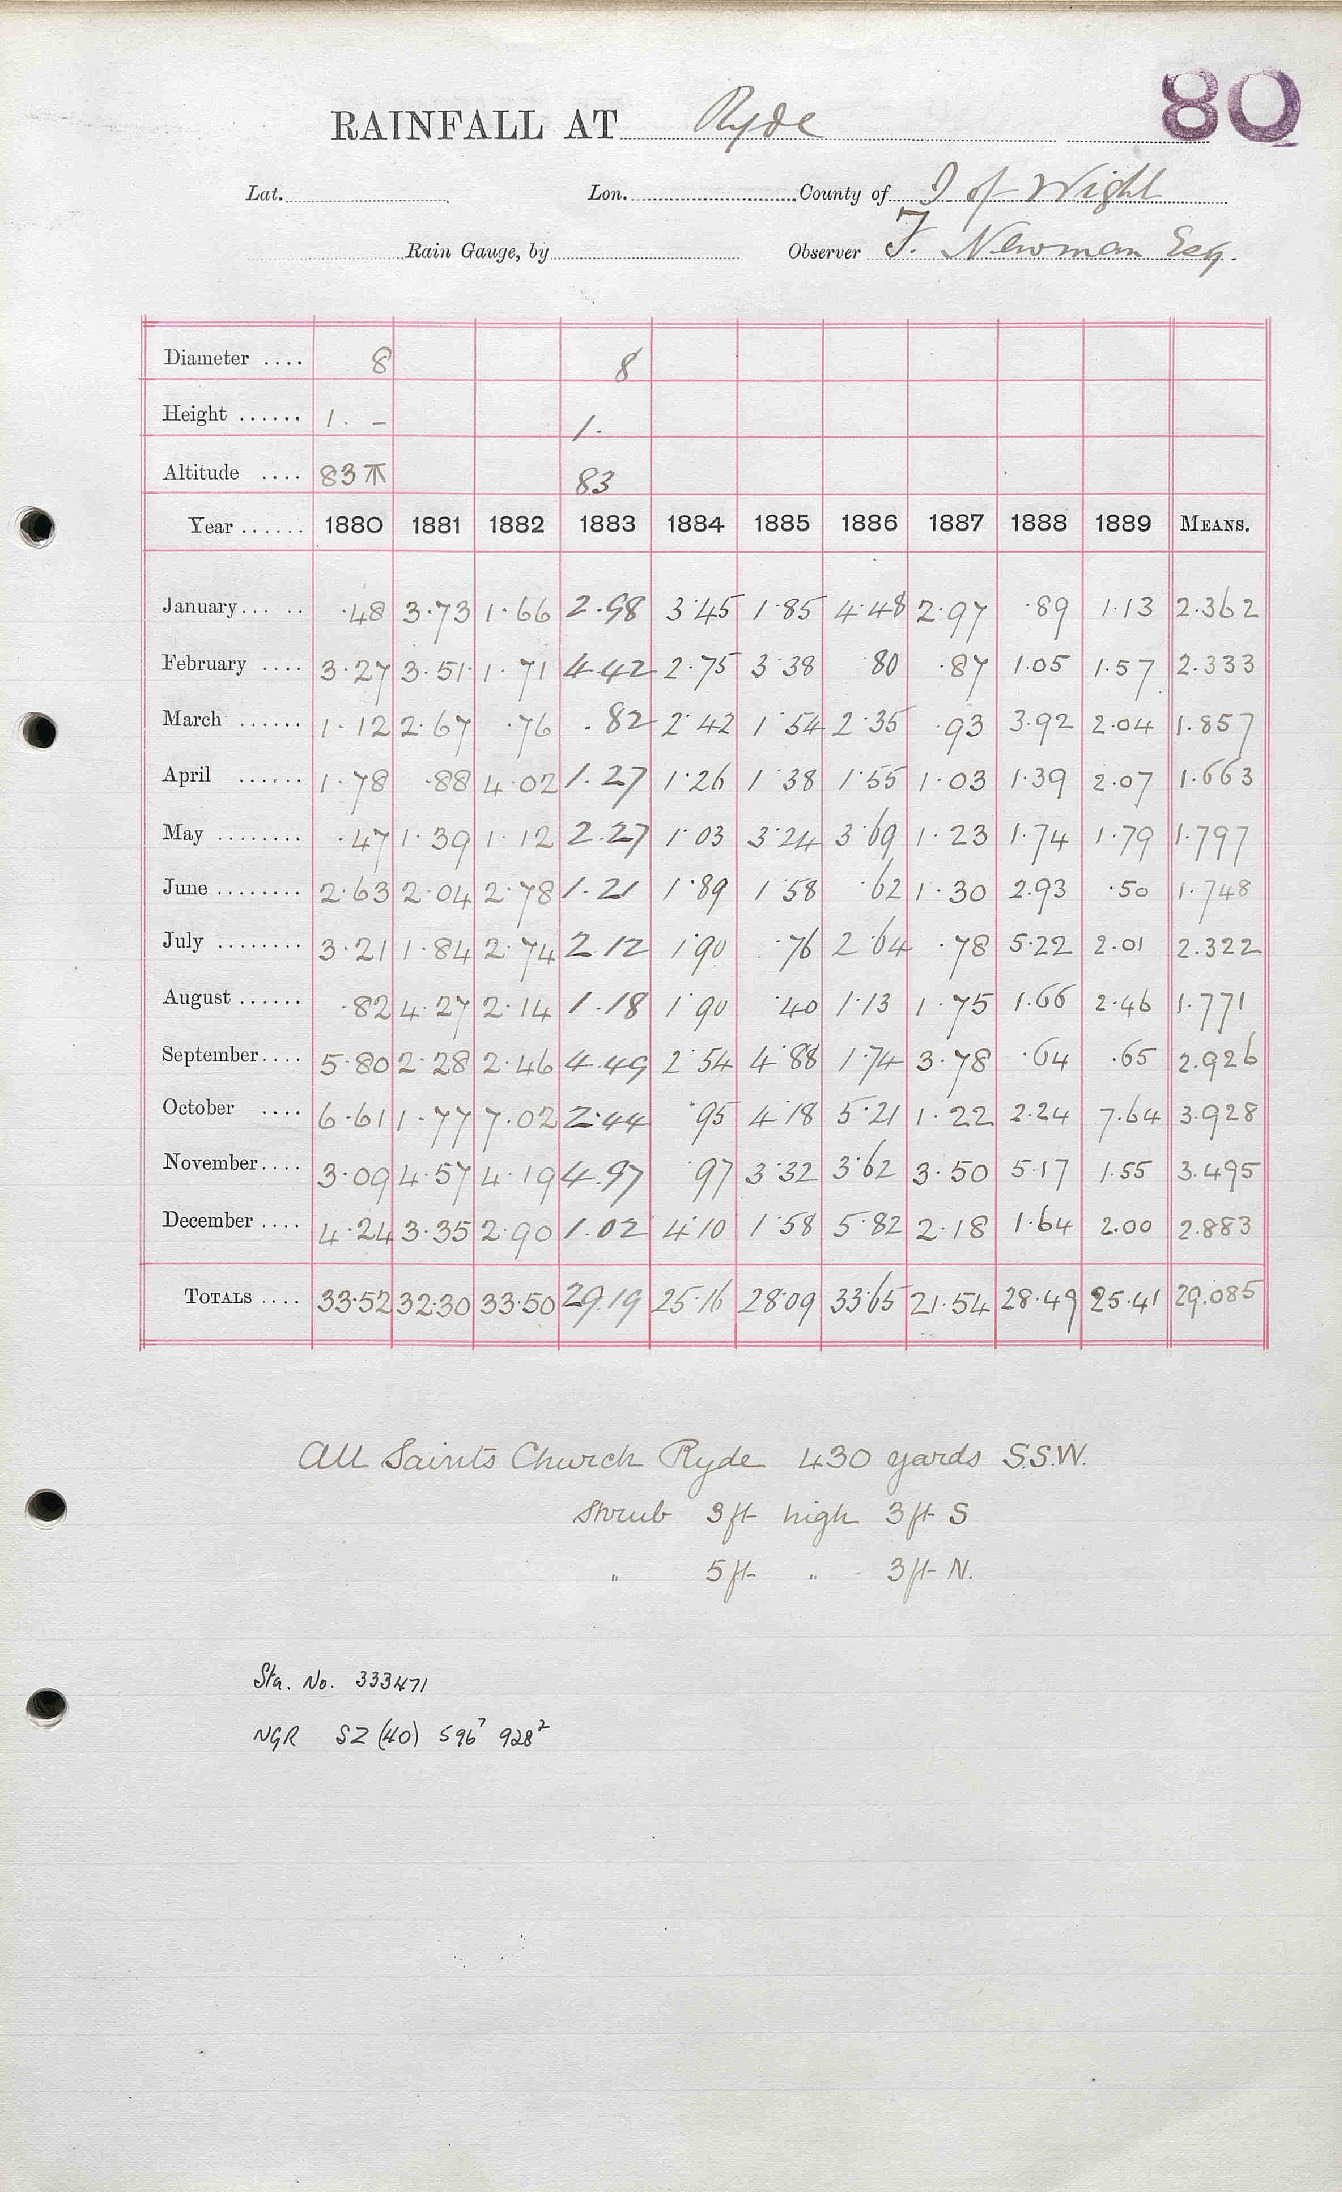 80
RAINFALL AT Ryde
Lat. Lon. County of I of Wight
Rain Gauge, by Observer F. Newman Esq.
Diameter .... 8 8
Height ...... 1. - 1.
Altitude .... 83 83
Year ...... 1880 1881 1882 1883 1884 1885 1886 1887 1888 1889 MEANS.
January... .. .48 3.73 1.66 2.98 3.45 1.85 4.48 2.97 .89 1.13 2.362
February .... 3.27 3.51 1.71 4.42 2.75 3.38 .80 .87 1.05 1.57 2.333
March ...... 1.12 2.67 .76 .82 2.42 1.54 2.35 .93 3.92 2.04 1.857
April ...... 1.78 .88 4.02 1.27 1.26 1.38 1.55 1.03 1.39 2.07 1.663
May ........ .47 1.39 1.12 2.27 1.03 3.24 3.69 1.23 1.74 1.79 1.797
June ........ 2.63 2.04 2.78 1.21 1.89 1.58 .62 1.30 2.93 .50 1.748
July ........ 3.21 1.84 2.74 2.12 1.90 .76 2.64 .78 5.22 2.01 2.322
August ...... .82 4.27 2.14 1.18 1.90 .40 1.13 1.75 1.66 2.46 1.771
September.... 5.80 2.28 2.46 4.49 2.54 4.88 1.74 3.78 .64 .65 2.926
October .... 6.61 1.77 7.02 2.44 .95 4.18 5.21 1.22 2.24 7.64 3.928
November.... 3.09 4.57 4.19 4.97 .97 3.32 3.62 3.50 5.17 1.55 3.495
December .... 4.24 3.35 2.90 1.02 4.10 1.58 5.82 2.18 1.64 2.00 2.883
TOTALS .... 33.52 32.30 33.50 29.19 25.16 28.09 33.65 21.54 28.49 25.41 29.085
All Saints Church Ryde 430 yards S.S.W.
Shrub 3ft high 3ft S
" 5ft " 3ft N.
Sta. No. 333471
NGR SZ (40) 596⁷ 928²